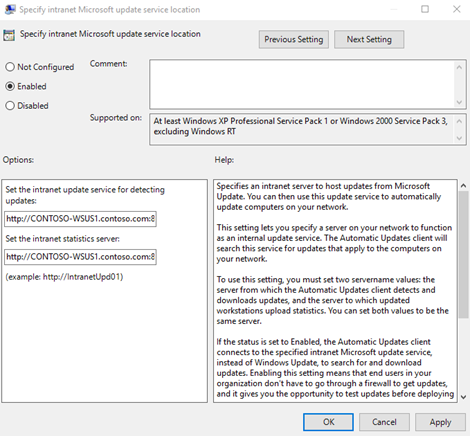 Specify intranet Microsoft update service location
Specify intranet Microsoft update service location
Previous Setting
Next Setting
Not Configured
Enabled
Disabled
Comment:
Supported on:
At least Windows XP Professional Service Pack 1 or Windows 2000 Service Pack 3,
excluding Windows RT
Options:
Help:
Set the intranet update service for detecting
updates:
http://CONTOSO-WSUS1.contoso.com:8
Set the intranet statistics server:
http://CONTOSO-WSUS1.contoso.com:8
(example: http://IntranetUpd01)
Specifies an intranet server to host updates from Microsoft
Update. You can then use this update service to automatically
update computers on your network.
This setting lets you specify a server on your network to function
as an internal update service. The Automatic Updates client will
search this service for updates that apply to the computers on
your network.
To use this setting, you must set two servername values: the
server from which the Automatic Updates client detects and
downloads updates, and the server to which updated
workstations upload statistics. You can set both values to be the
same server.
If the status is set to Enabled, the Automatic Updates client
connects to the specified intranet Microsoft update service,
instead of Windows Update, to search for and download
updates. Enabling this setting means that end users in your
organization don't have to go through a firewall to get updates,
and it gives you the opportunity to test updates before deploying
OK
Cancel
Apply